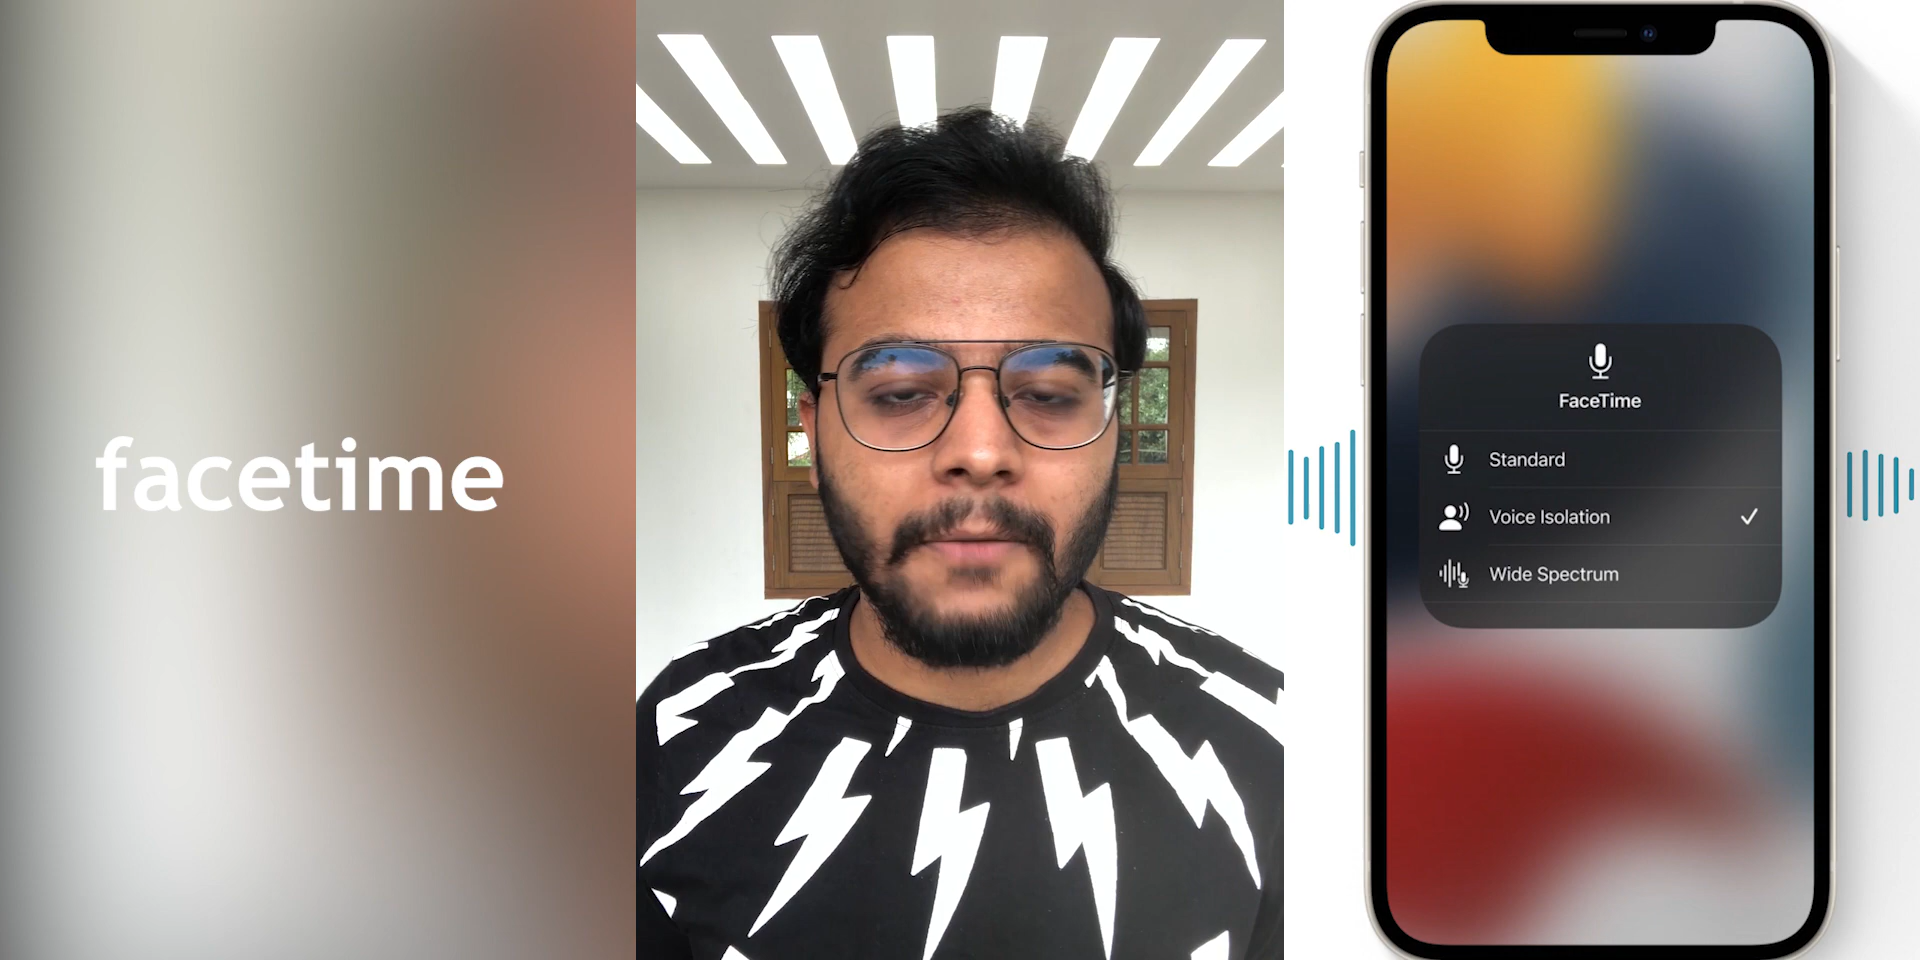 facetime
FaceTime
Standard
Voice Isolation
Wide Spectrum